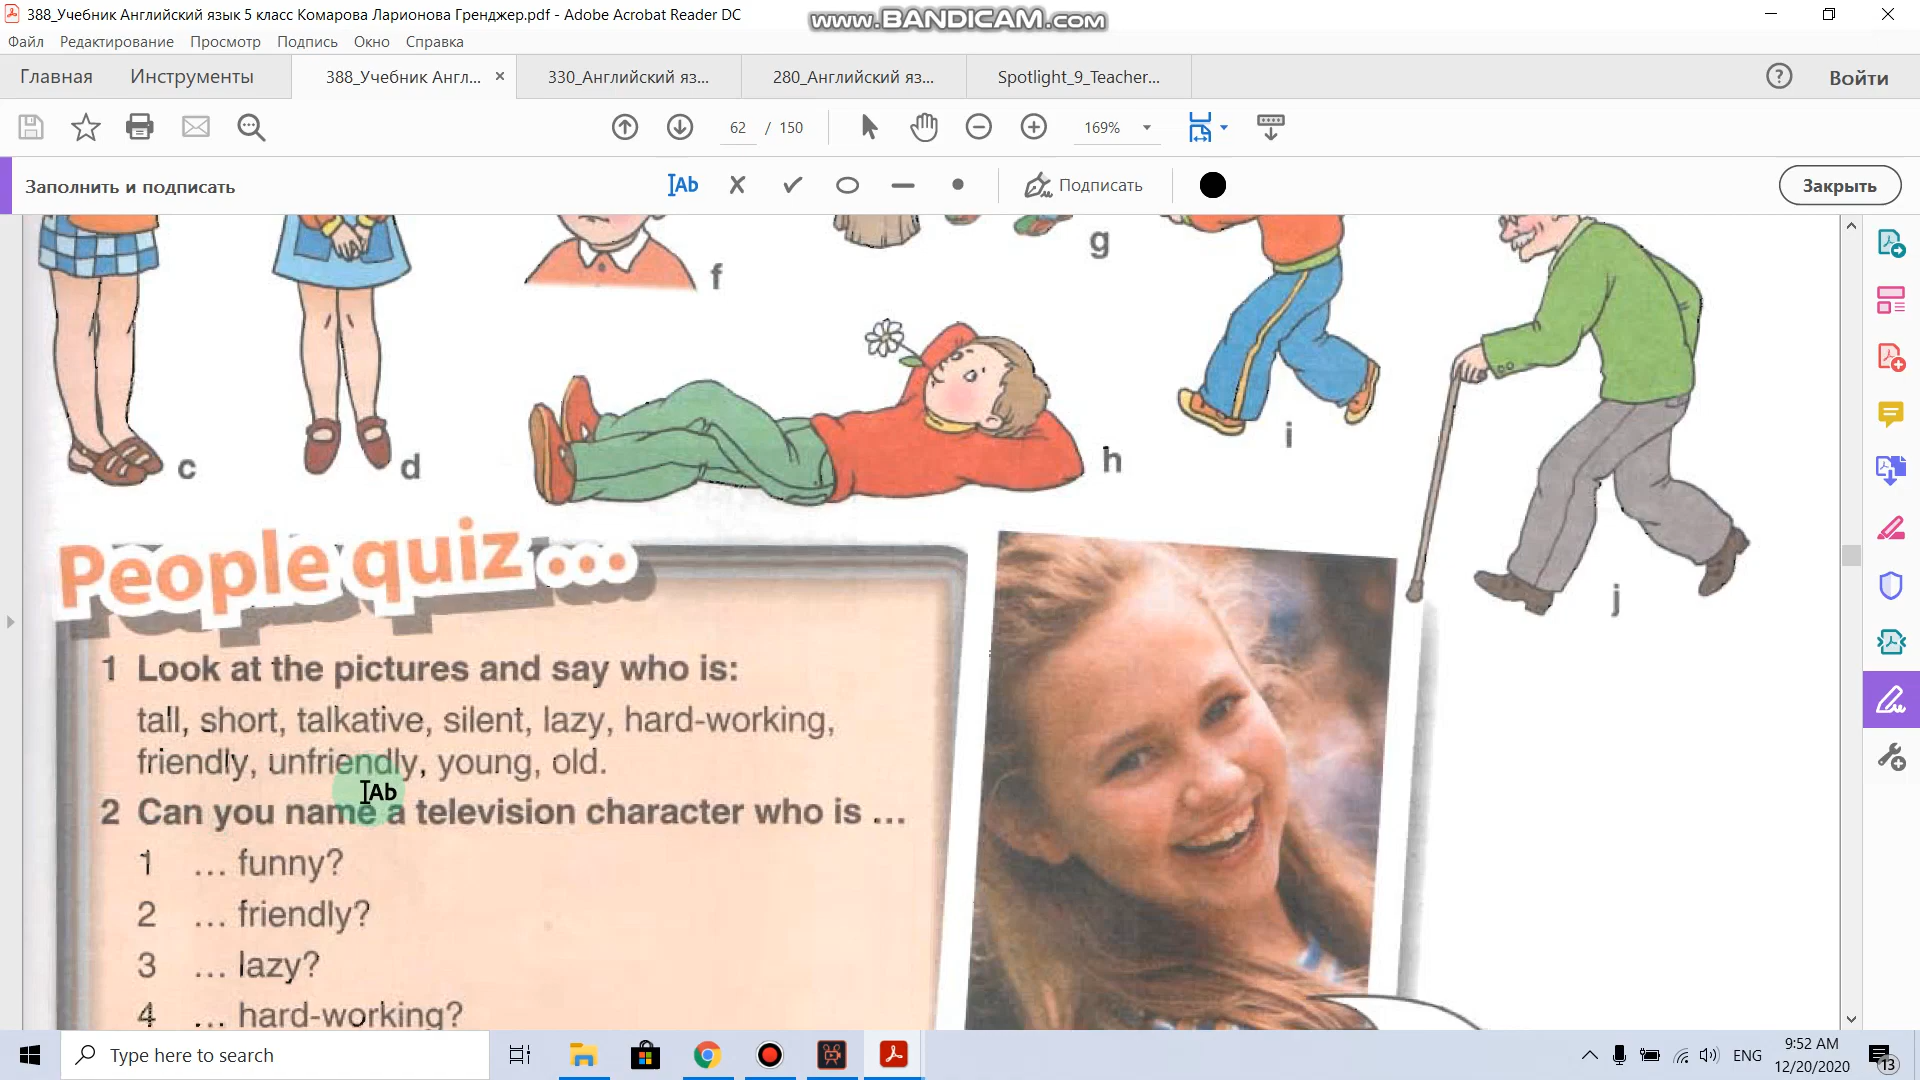 388_Учебник Английский язык 5 класс Комарова Ларионова Гренджер.pdf - Adobe Acrobat Reader DC
www.BANDICAM.com
Файл Редактирование Просмотр Подпись Окно Справка
Главная Инструменты 388_Учебник Англ... × 330_Английский яз... 280_Английский яз... Spotlight_9_Teacher... Войти
62 / 150 169%
Заполнить и подписать Ab Подписать Закрыть
g
f
i
h
c d
j
People quiz ...
1 Look at the pictures and say who is:
tall, short, talkative, silent, lazy, hard-working,
friendly, unfriendly, young, old.
Ab
2 Can you name a television character who is ...
1 ... funny?
2 ... friendly?
3 ... lazy?
4 ... hard-working?
Type here to search
ENG
9:52 AM
12/20/2020
13